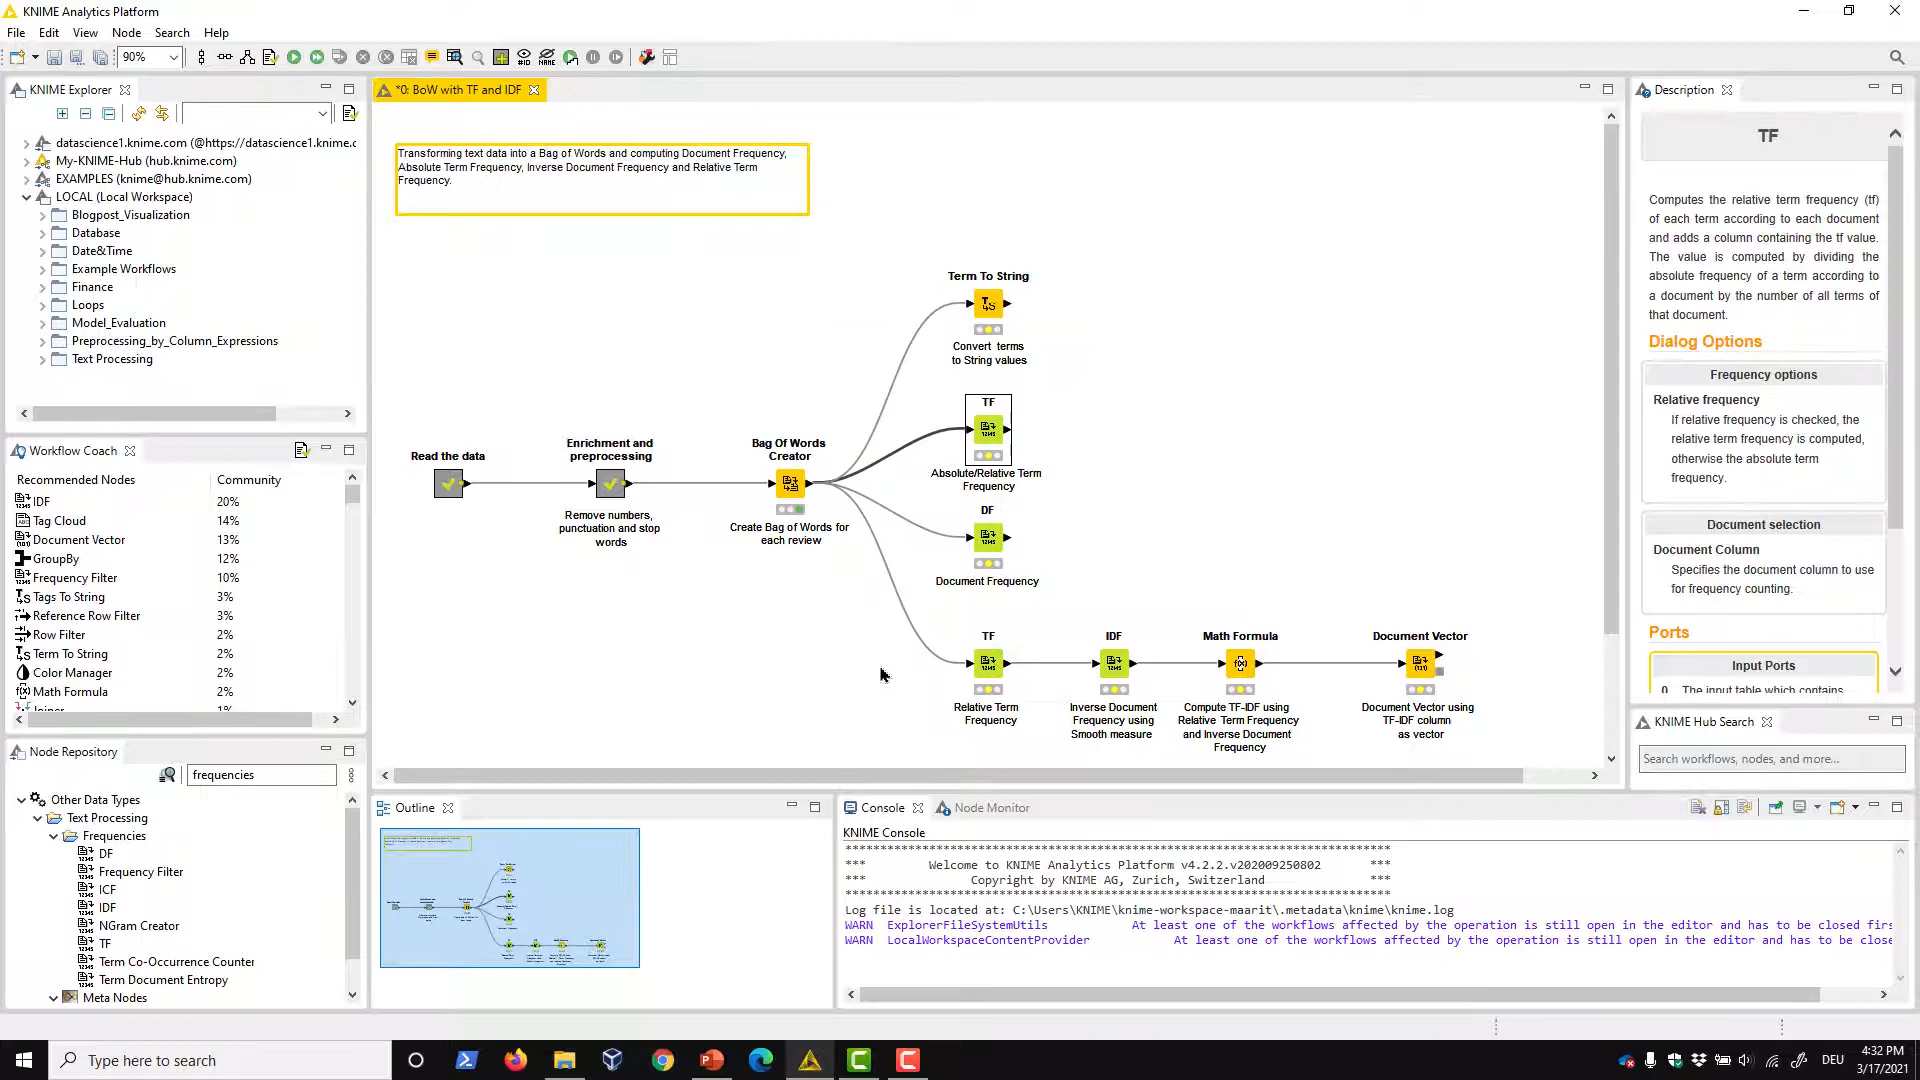 KNIME Analytics Platform
File Edit View Node Search Help
90%
KNIME Explorer
datascience1.knime.com (@https://datascience1.knime.c
My-KNIME-Hub (hub.knime.com)
EXAMPLES (knime@hub.knime.com)
LOCAL (Local Workspace)
Blogpost_Visualization
Database
Date&Time
Example Workflows
Finance
Loops
Model_Evaluation
Preprocessing_by_Column_Expressions
Text Processing
Workflow Coach
Recommended Nodes Community
IDF 20%
Tag Cloud 14%
Document Vector 13%
GroupBy 12%
Frequency Filter 10%
Tags To String 3%
Reference Row Filter 3%
Row Filter 2%
Term To String 2%
Color Manager 2%
Math Formula 2%
Joiner 1%
Node Repository
frequencies
Other Data Types
Text Processing
Frequencies
DF
Frequency Filter
ICF
IDF
NGram Creator
TF
Term Co-Occurrence Counter
Term Document Entropy
Meta Nodes
*0: BoW with TF and IDF
Transforming text data into a Bag of Words and computing Document Frequency,
Absolute Term Frequency, Inverse Document Frequency and Relative Term
Frequency.
Term To String
Convert terms
to String values
TF
Absolute/Relative Term
Frequency
Read the data
Enrichment and
preprocessing
Remove numbers,
punctuation and stop
words
Bag Of Words
Creator
Create Bag of Words for
each review
DF
Document Frequency
TF
Relative Term
Frequency
IDF
Inverse Document
Frequency using
Smooth measure
Math Formula
Compute TF-IDF using
Relative Term Frequency
and Inverse Document
Frequency
Document Vector
Document Vector using
TF-IDF column
as vector
Outline
Console
Node Monitor
KNIME Console
***********************************************************************
*** Welcome to KNIME Analytics Platform v4.2.2.v202009250802 ***
*** Copyright by KNIME AG, Zurich, Switzerland ***
***********************************************************************
Log file is located at: C:\Users\KNIME\knime-workspace-maarit\.metadata\knime\knime.log
WARN ExplorerFileSystemUtils At least one of the workflows affected by the operation is still open in the editor and has to be closed firs
WARN LocalWorkspaceContentProvider At least one of the workflows affected by the operation is still open in the editor and has to be close
Description
TF
Computes the relative term frequency (tf)
of each term according to each document
and adds a column containing the tf value.
The value is computed by dividing the
absolute frequency of a term according to
a document by the number of all terms of
that document.
Dialog Options
Frequency options
Relative frequency
If relative frequency is checked, the
relative term frequency is computed,
otherwise the absolute term
frequency.
Document selection
Document Column
Specifies the document column to use
for frequency counting.
Ports
Input Ports
0 The input table which contains
KNIME Hub Search
Search workflows, nodes, and more...
Type here to search
DEU
4:32 PM
3/17/2021